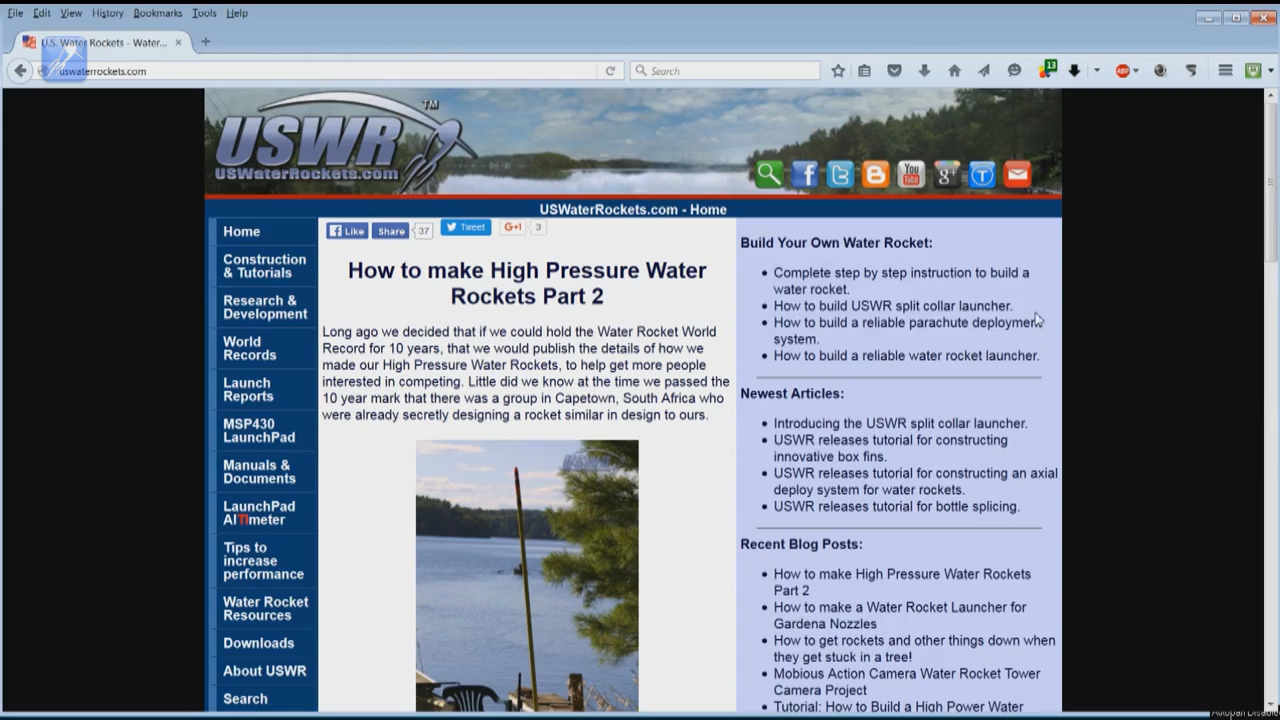 File Edit View History Bookmarks Tools Help
U.S. Water Rockets - Water...
uswaterrockets.com
Search
13
ABP
USWR
TM
USWaterRockets.com
You
Tube
USWaterRockets.com - Home
Home
Construction
& Tutorials
Research &
Development
World
Records
Launch
Reports
MSP430
LaunchPad
Manuals &
Documents
LaunchPad
AlTImeter
Tips to
increase
performance
Water Rocket
Resources
Downloads
About USWR
Search
Like Share 37 Tweet G+1 3
How to make High Pressure Water
Rockets Part 2
Long ago we decided that if we could hold the Water Rocket World
Record for 10 years, that we would publish the details of how we
made our High Pressure Water Rockets, to help get more people
interested in competing. Little did we know at the time we passed the
10 year mark that there was a group in Capetown, South Africa who
were already secretly designing a rocket similar in design to ours.
Build Your Own Water Rocket:
Complete step by step instruction to build a
water rocket.
How to build USWR split collar launcher.
How to build a reliable parachute deployment
system.
How to build a reliable water rocket launcher.
Newest Articles:
Introducing the USWR split collar launcher.
USWR releases tutorial for constructing
innovative box fins.
USWR releases tutorial for constructing an axial
deploy system for water rockets.
USWR releases tutorial for bottle splicing.
Recent Blog Posts:
How to make High Pressure Water Rockets
Part 2
How to make a Water Rocket Launcher for
Gardena Nozzles
How to get rockets and other things down when
they get stuck in a tree!
Mobious Action Camera Water Rocket Tower
Camera Project
Tutorial: How to Build a High Power Water